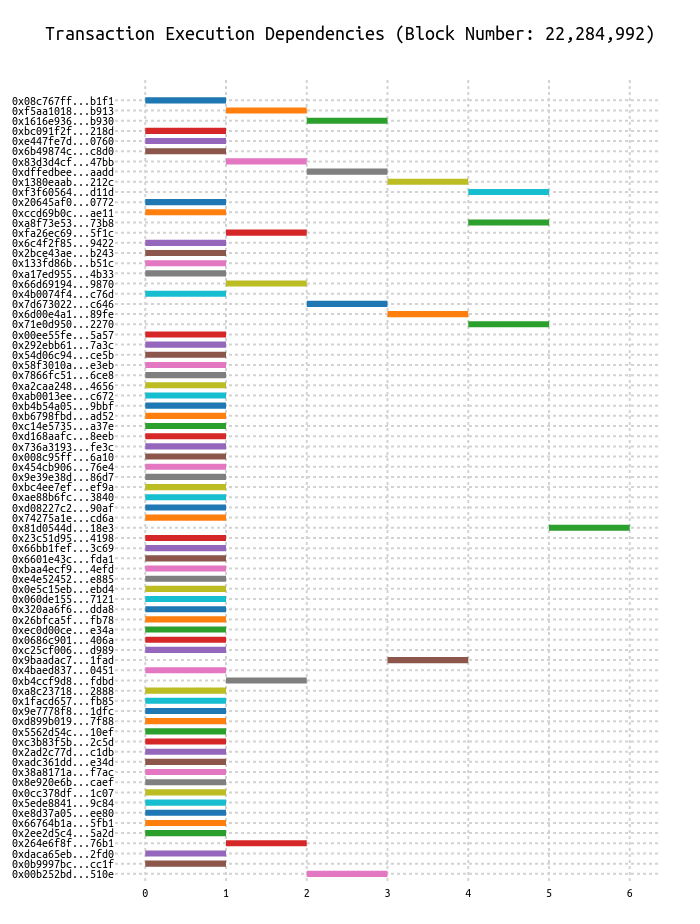 Transaction Execution Dependencies (Block Number: 22,284,992)
0x08c767ff...b1f1
0xf5aa1018...b913
0x1616e936...b930
0xbc091f2f...218d
0xe447fe7d...0760
0x6b49874c...c8d0
0x83d3d4cf...47bb
0xdffedbee...aadd
0x1380eaab...212c
0xf3f60564...d11d
0x20645af0...0772
0xccd69b0c...ae11
0xa8f73e53...73b8
0xfa26ec69...5f1c
0x6c4f2f85...9422
0x2bce43ae...b243
0x133fd86b...b51c
0xa17ed955...4b33
0x66d69194...9870
0x4b0074f4...c76d
0x7d673022...c646
0x6d00e4a1...89fe
0x71e0d950...2270
0x00ee55fe...5a57
0x292ebb61...7a3c
0x54d06c94...ce5b
0x58f3010a...e3eb
0x7866fc51...6ce8
0xa2caa248...4656
0xab0013ee...c672
0xb4b54a05...9bbf
0xb6798fbd...ad52
0xc14e5735...a37e
0xd168aafc...8eeb
0x736a3193...fe3c
0x008c95ff...6a10
0x454cb906...76e4
0x9e39e38d...86d7
0xbc4ee7ef...ef9a
0xae88b6fc...3840
0xd08227c2...90af
0x74275a1e...cd6a
0x81d0544d...18e3
0x23c51d95...4198
0x66bb1fef...3c69
0x6601e43c...fda1
0xbaa4ecf9...4efd
0xe4e52452...e885
0x0e5c15eb...ebd4
0x060de155...7121
0x320aa6f6...dda8
0x26bfca5f...fb78
0xec0d00ce...e34a
0x0686c901...406a
0xc25cf006...d989
0x9baadac7...1fad
0x4baed837...0451
0xb4ccf9d8...fdbd
0xa8c23718...2888
0x1facd657...fb85
0x9e7778f8...1dfc
0xd899b019...7f88
0x5562d54c...10ef
0xc3b83f5b...2c5d
0x2ad2c77d...c1db
0xadc361dd...e34d
0x38a8171a...f7ac
0x8e920e6b...caef
0x0cc378df...1c07
0x5ede8841...9c84
0xe8d37a05...ee80
0x66764b1a...5fb1
0x2ee2d5c4...5a2d
0x264e6f8f...76b1
0xdaca65eb...2fd0
0x0b9997bc...cc1f
0x00b252bd...510e
0 1 2 3 4 5 6